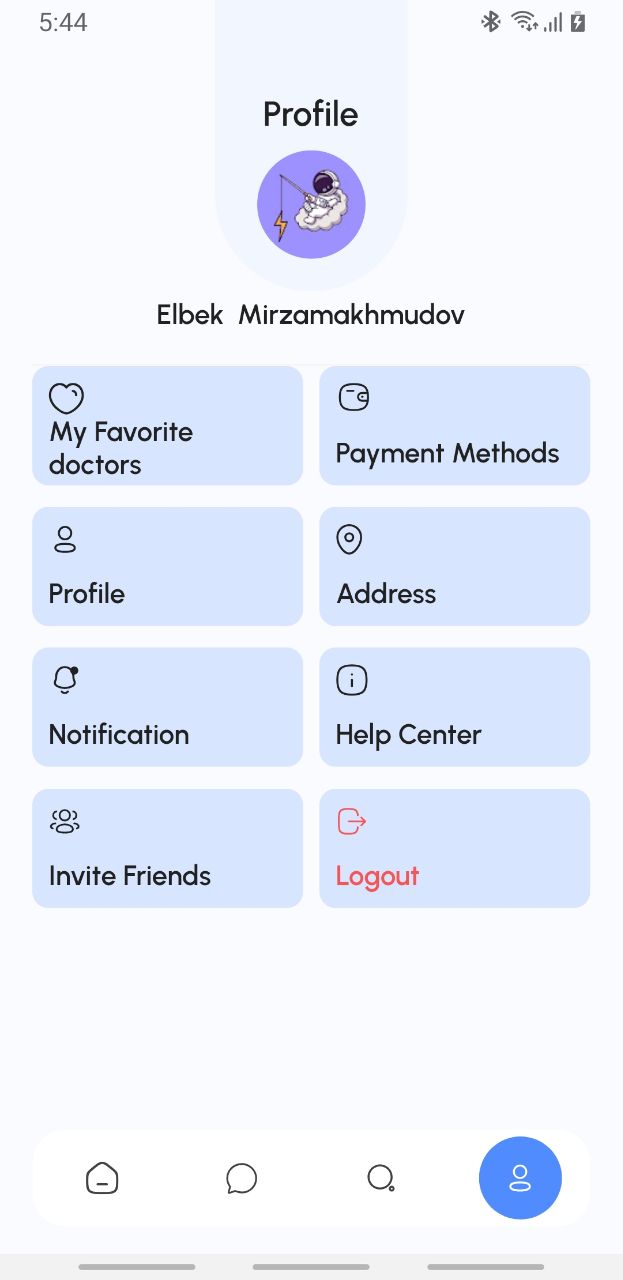 5:44
Profile
Elbek Mirzamakhmudov
My Favorite
doctors
Payment Methods
Profile
Address
Notification
Help Center
Invite Friends
Logout